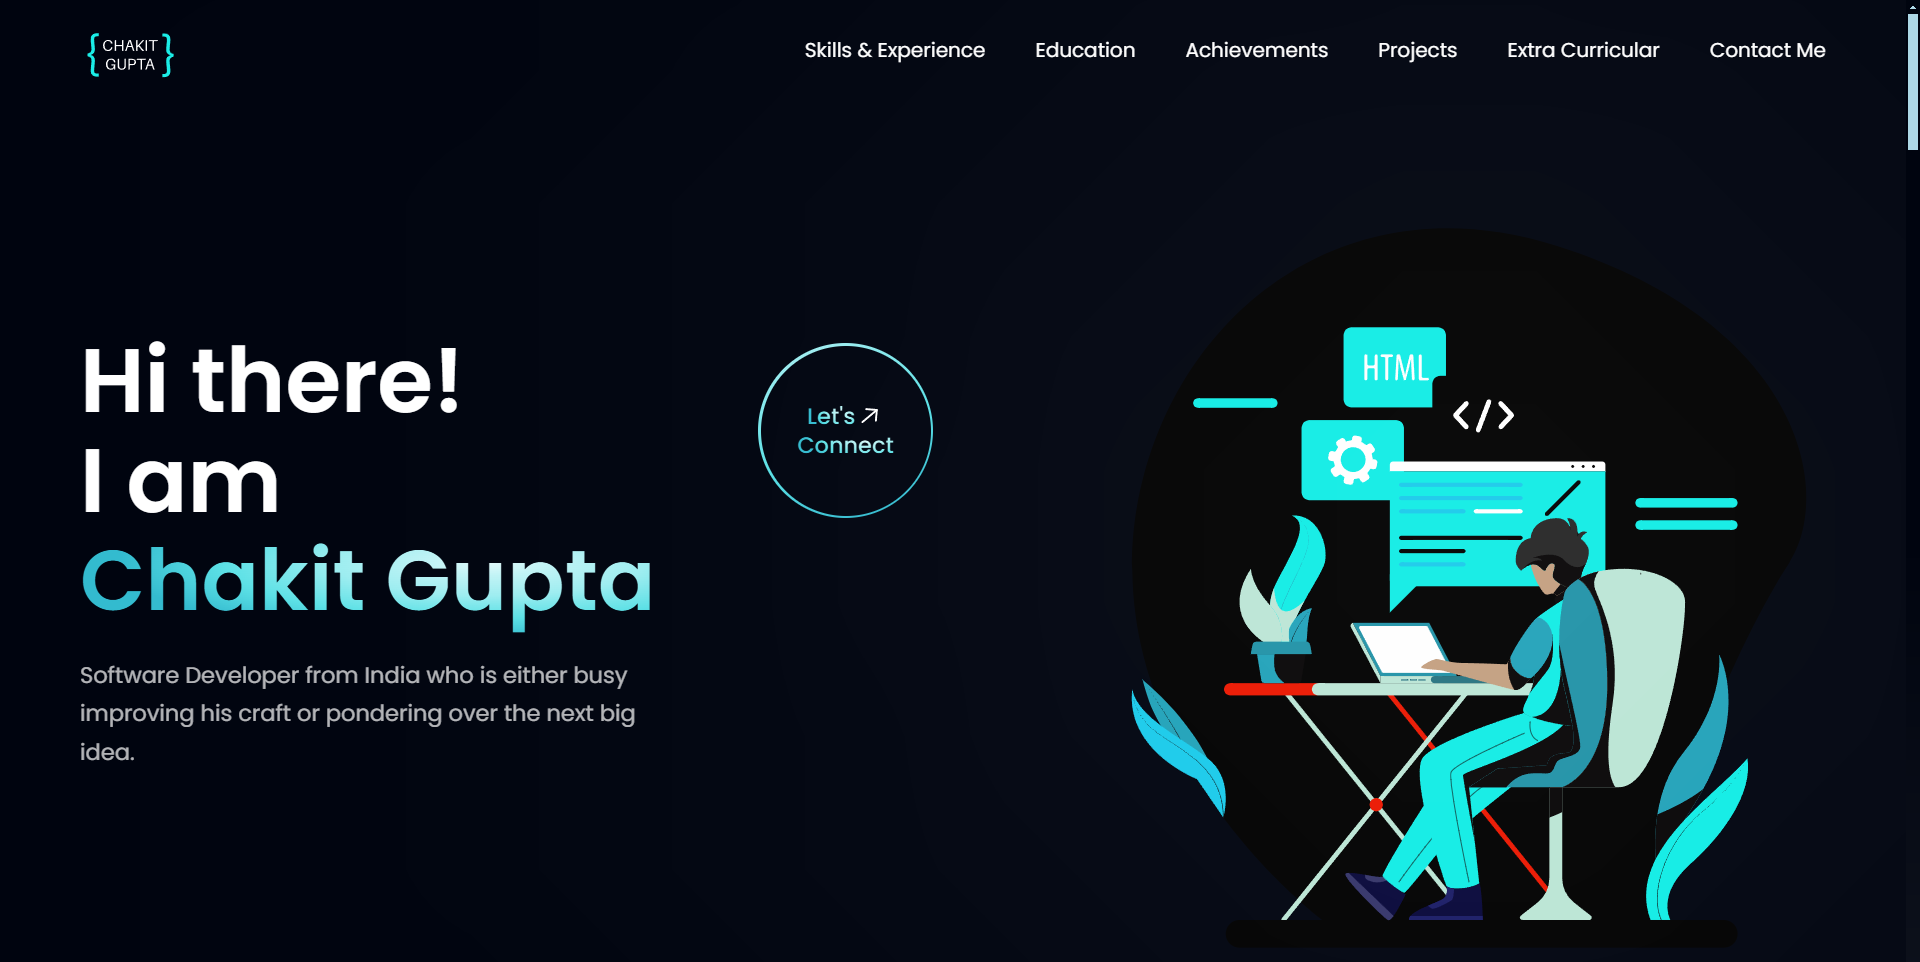 CHAKIT
GUPTA
Skills & Experience
Education
Achievements
Projects
Extra Curricular
Contact Me
Hi there!
I am
Chakit Gupta
Software Developer from India who is either busy
improving his craft or pondering over the next big
idea.
Let's
Connect
HTML
</>